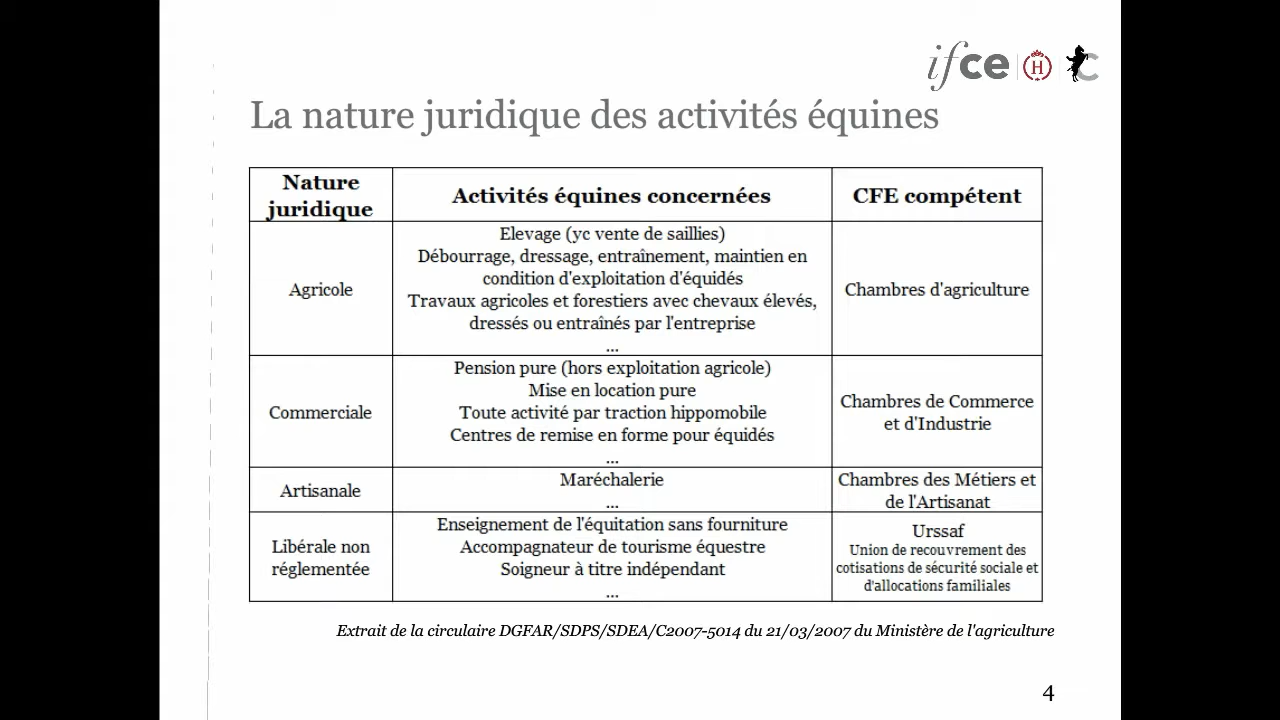 ifce H C
La nature juridique des activités équines
Nature
juridique
Activités équines concernées
CFE compétent
Agricole
Elevage (yc vente de saillies)
Débourrage, dressage, entraînement, maintien en
condition d'exploitation d'équidés
Travaux agricoles et forestiers avec chevaux élevés,
dressés ou entraînés par l'entreprise
...
Chambres d'agriculture
Commerciale
Pension pure (hors exploitation agricole)
Mise en location pure
Toute activité par traction hippomobile
Centres de remise en forme pour équidés
...
Chambres de Commerce
et d'Industrie
Artisanale
Maréchalerie
...
Chambres des Métiers et
de l'Artisanat
Libérale non
réglementée
Enseignement de l'équitation sans fourniture
Accompagnateur de tourisme équestre
Soigneur à titre indépendant
...
Urssaf
Union de recouvrement des
cotisations de sécurité sociale et
d'allocations familiales
Extrait de la circulaire DGFAR/SDPS/SDEA/C2007-5014 du 21/03/2007 du Ministère de l'agriculture
4